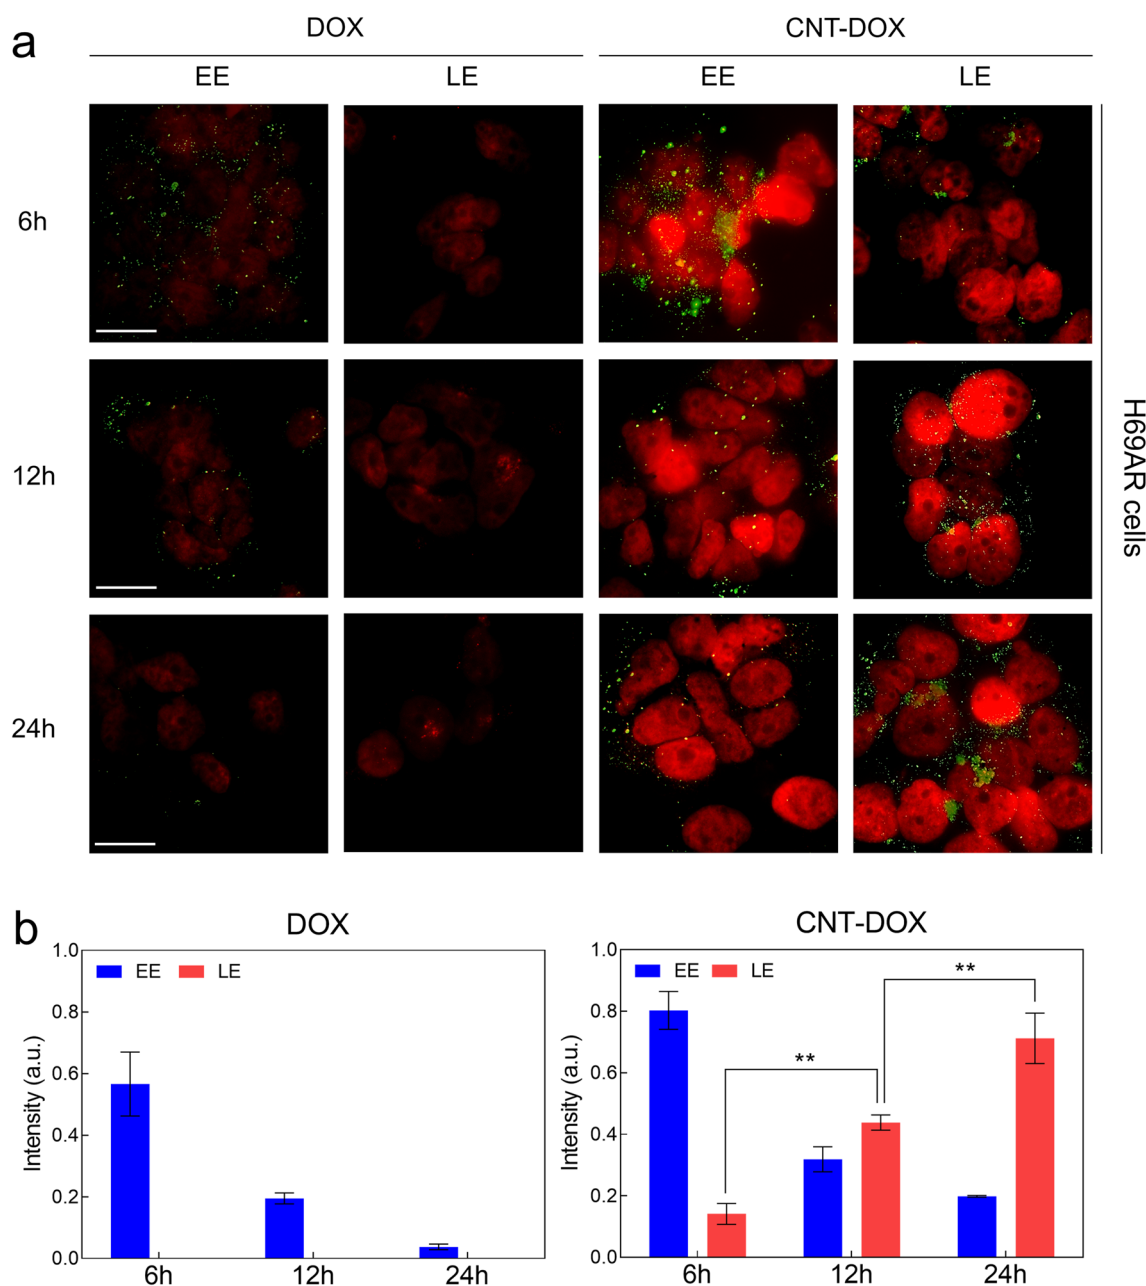 a
DOX CNT-DOX
EE LE EE LE
6h
12h
24h
H69AR cells
b
DOX
EE LE
Intensity (a.u.)
1.0
0.8
0.6
0.4
0.2
0.0
6h 12h 24h
CNT-DOX
EE LE
**
**
Intensity (a.u.)
1.0
0.8
0.6
0.4
0.2
0.0
6h 12h 24h